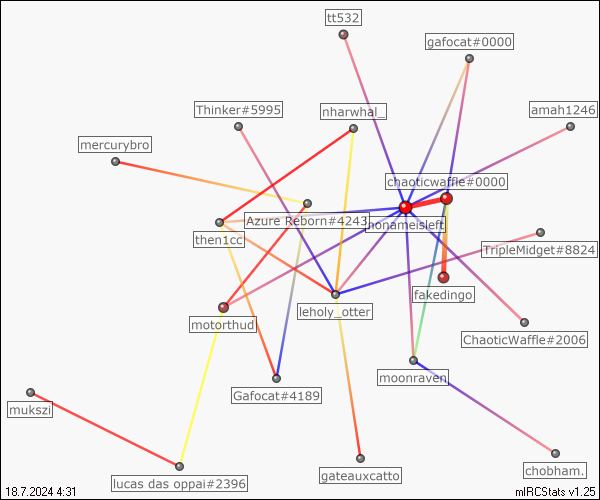 tt532
gafocat#0000
Thinker#5995
nharwhal_
amah1246
mercurybro
chaoticwaffle#0000
Azure Reborn#4243
nonameisleft
then1cc
TripleMidget#8824
fakedingo
leholy_otter
motorthud
ChaoticWaffle#2006
moonraven
Gafocat#4189
mukszi
gateauxcatto
chobham.
lucas das oppai#2396
18.7.2024 4:31
mIRCStats v1.25